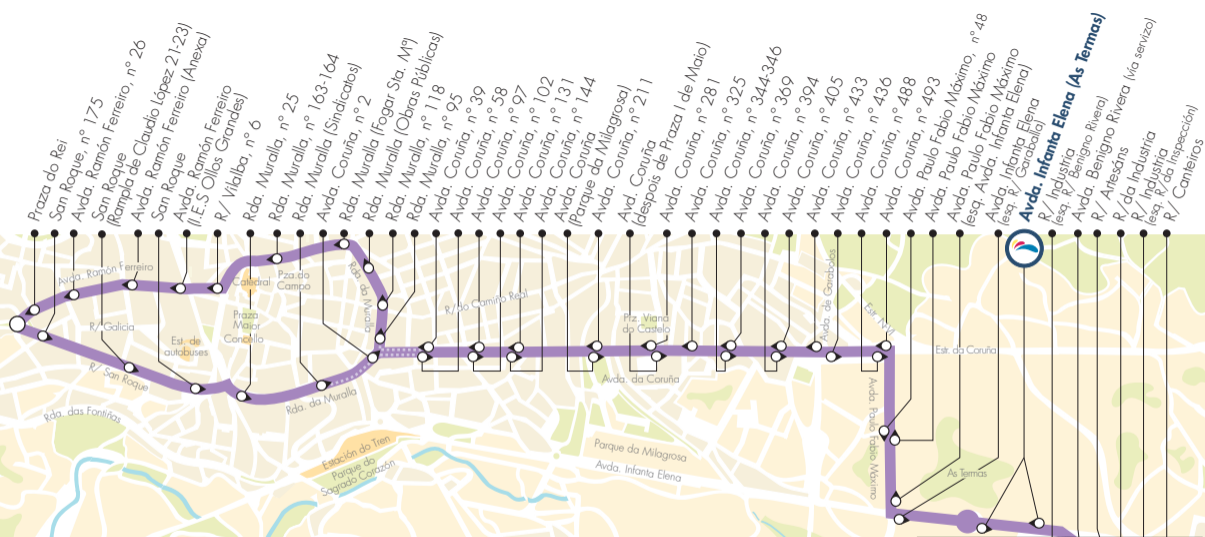 Praza do Rei
San Roque, nº 175
Avda. Ramón Ferreiro, nº 26
San Roque
(Rampla de Claudio López 21-23)
Avda. Ramón Ferreiro (Anexa)
San Roque
Avda. Ramón Ferreiro
(I.E.S Ollos Grandes)
R/ Vilalba, nº 6
Rda. Muralla, nº 25
Rda. Muralla, nº 163-164
Rda. Muralla (Sindicatos)
Avda. Coruña, nº 2
Rda. Muralla (Fogar Sta. Mª)
Rda. Muralla (Obras Públicas)
Rda. Muralla, nº 118
Rda. Muralla, nº 95
Avda. Coruña, nº 39
Avda. Coruña, nº 58
Avda. Coruña, nº 97
Avda. Coruña, nº 102
Avda. Coruña, nº 131
Avda. Coruña, nº 144
Avda. Coruña
(Parque da Milagrosa)
Avda. Coruña, nº 211
Avda. Coruña
(despois de Praza 1 de Maio)
Avda. Coruña, nº 281
Avda. Coruña, nº 325
Avda. Coruña, nº 344-346
Avda. Coruña, nº 369
Avda. Coruña, nº 394
Avda. Coruña, nº 405
Avda. Coruña, nº 433
Avda. Coruña, nº 436
Avda. Coruña, nº 488
Avda. Coruña, nº 493
Avda. Paulo Fabio Máximo, nº 48
Avda. Paulo Fabio Máximo
Avda. Paulo Fabio Máximo
(esq. Avda. Infanta Elena)
Avda. Infanta Elena
(esq. R/ Garaballa)
Avda. Infanta Elena (As Termas)
R/ Industria
(esq. R/ Benigno Rivera)
Avda. Benigno Rivera (vía servizo)
R/ Artesáns
R/ da Industria
R/ Industria
(esq. R/ da Inspección)
R/ Canteiros
Avda. Ramón Ferreiro
Catedral
Pza.do
Campo
Rda. da Muralla
R/ do Camiño Real
R/ Galicia
Praza
Maior
Concello
Est. de
autobuses
R/ San Roque
Rda. da Muralla
Rda. das Fontiñas
Estación do Tren
Parque do
Sagrado Corazón
Prz. Viana
do Castelo
Avda. da Coruña
Avda. de Garabolos
Estr. N-VI
Estr. da Coruña
Parque da Milagrosa
Avda. Infanta Elena
Avda. Paulo Fabio Máximo
As Termas